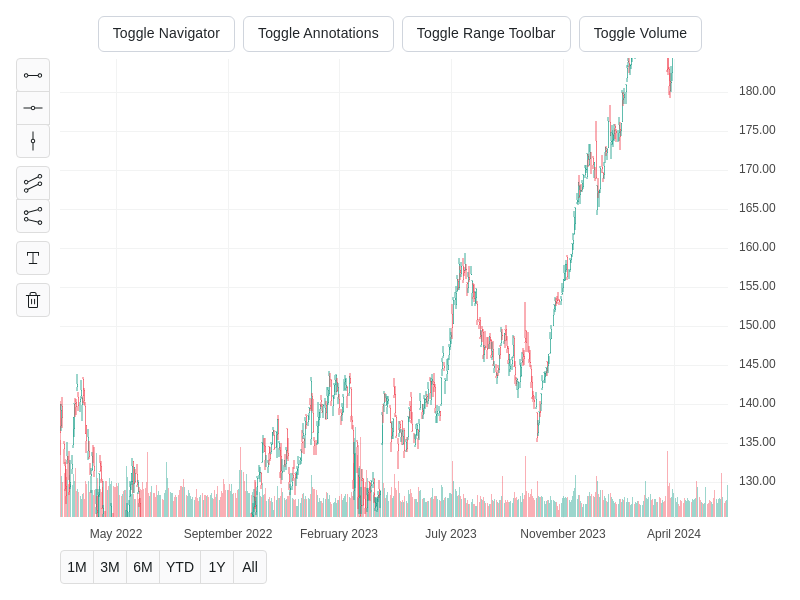 Toggle Navigator
Toggle Annotations
Toggle Range Toolbar
Toggle Volume
180.00
175.00
170.00
165.00
160.00
155.00
150.00
145.00
140.00
135.00
130.00
May 2022
September 2022
February 2023
July 2023
November 2023
April 2024
1M
3M
6M
YTD
1Y
All